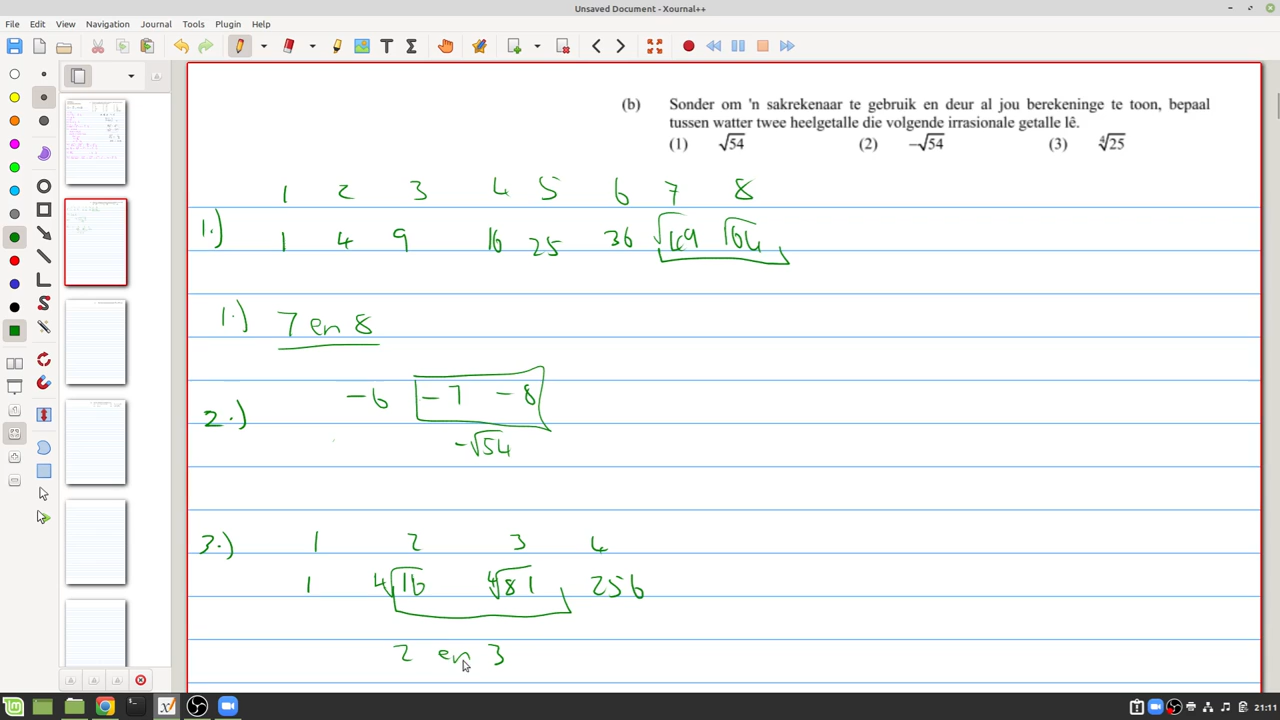 Unsaved Document - Xournal++
File Edit View Navigation Journal Tools Plugin Help
(b) Sonder om 'n sakrekenaar te gebruik en deur al jou berekeninge te toon, bepaal
tussen watter twee heelgetalle die volgende irrasionale getalle lê.
(1) √54 (2) –√54 (3) ∜25
1 2 3 4 5 6 7 8
1.) 1 4 9 16 25 36 √49 √64
1.) 7 en 8
2.) -6 -7 -8
-√54
3.) 1 2 3 4
1 ∜16 ∜81 256
2 en 3
21:11